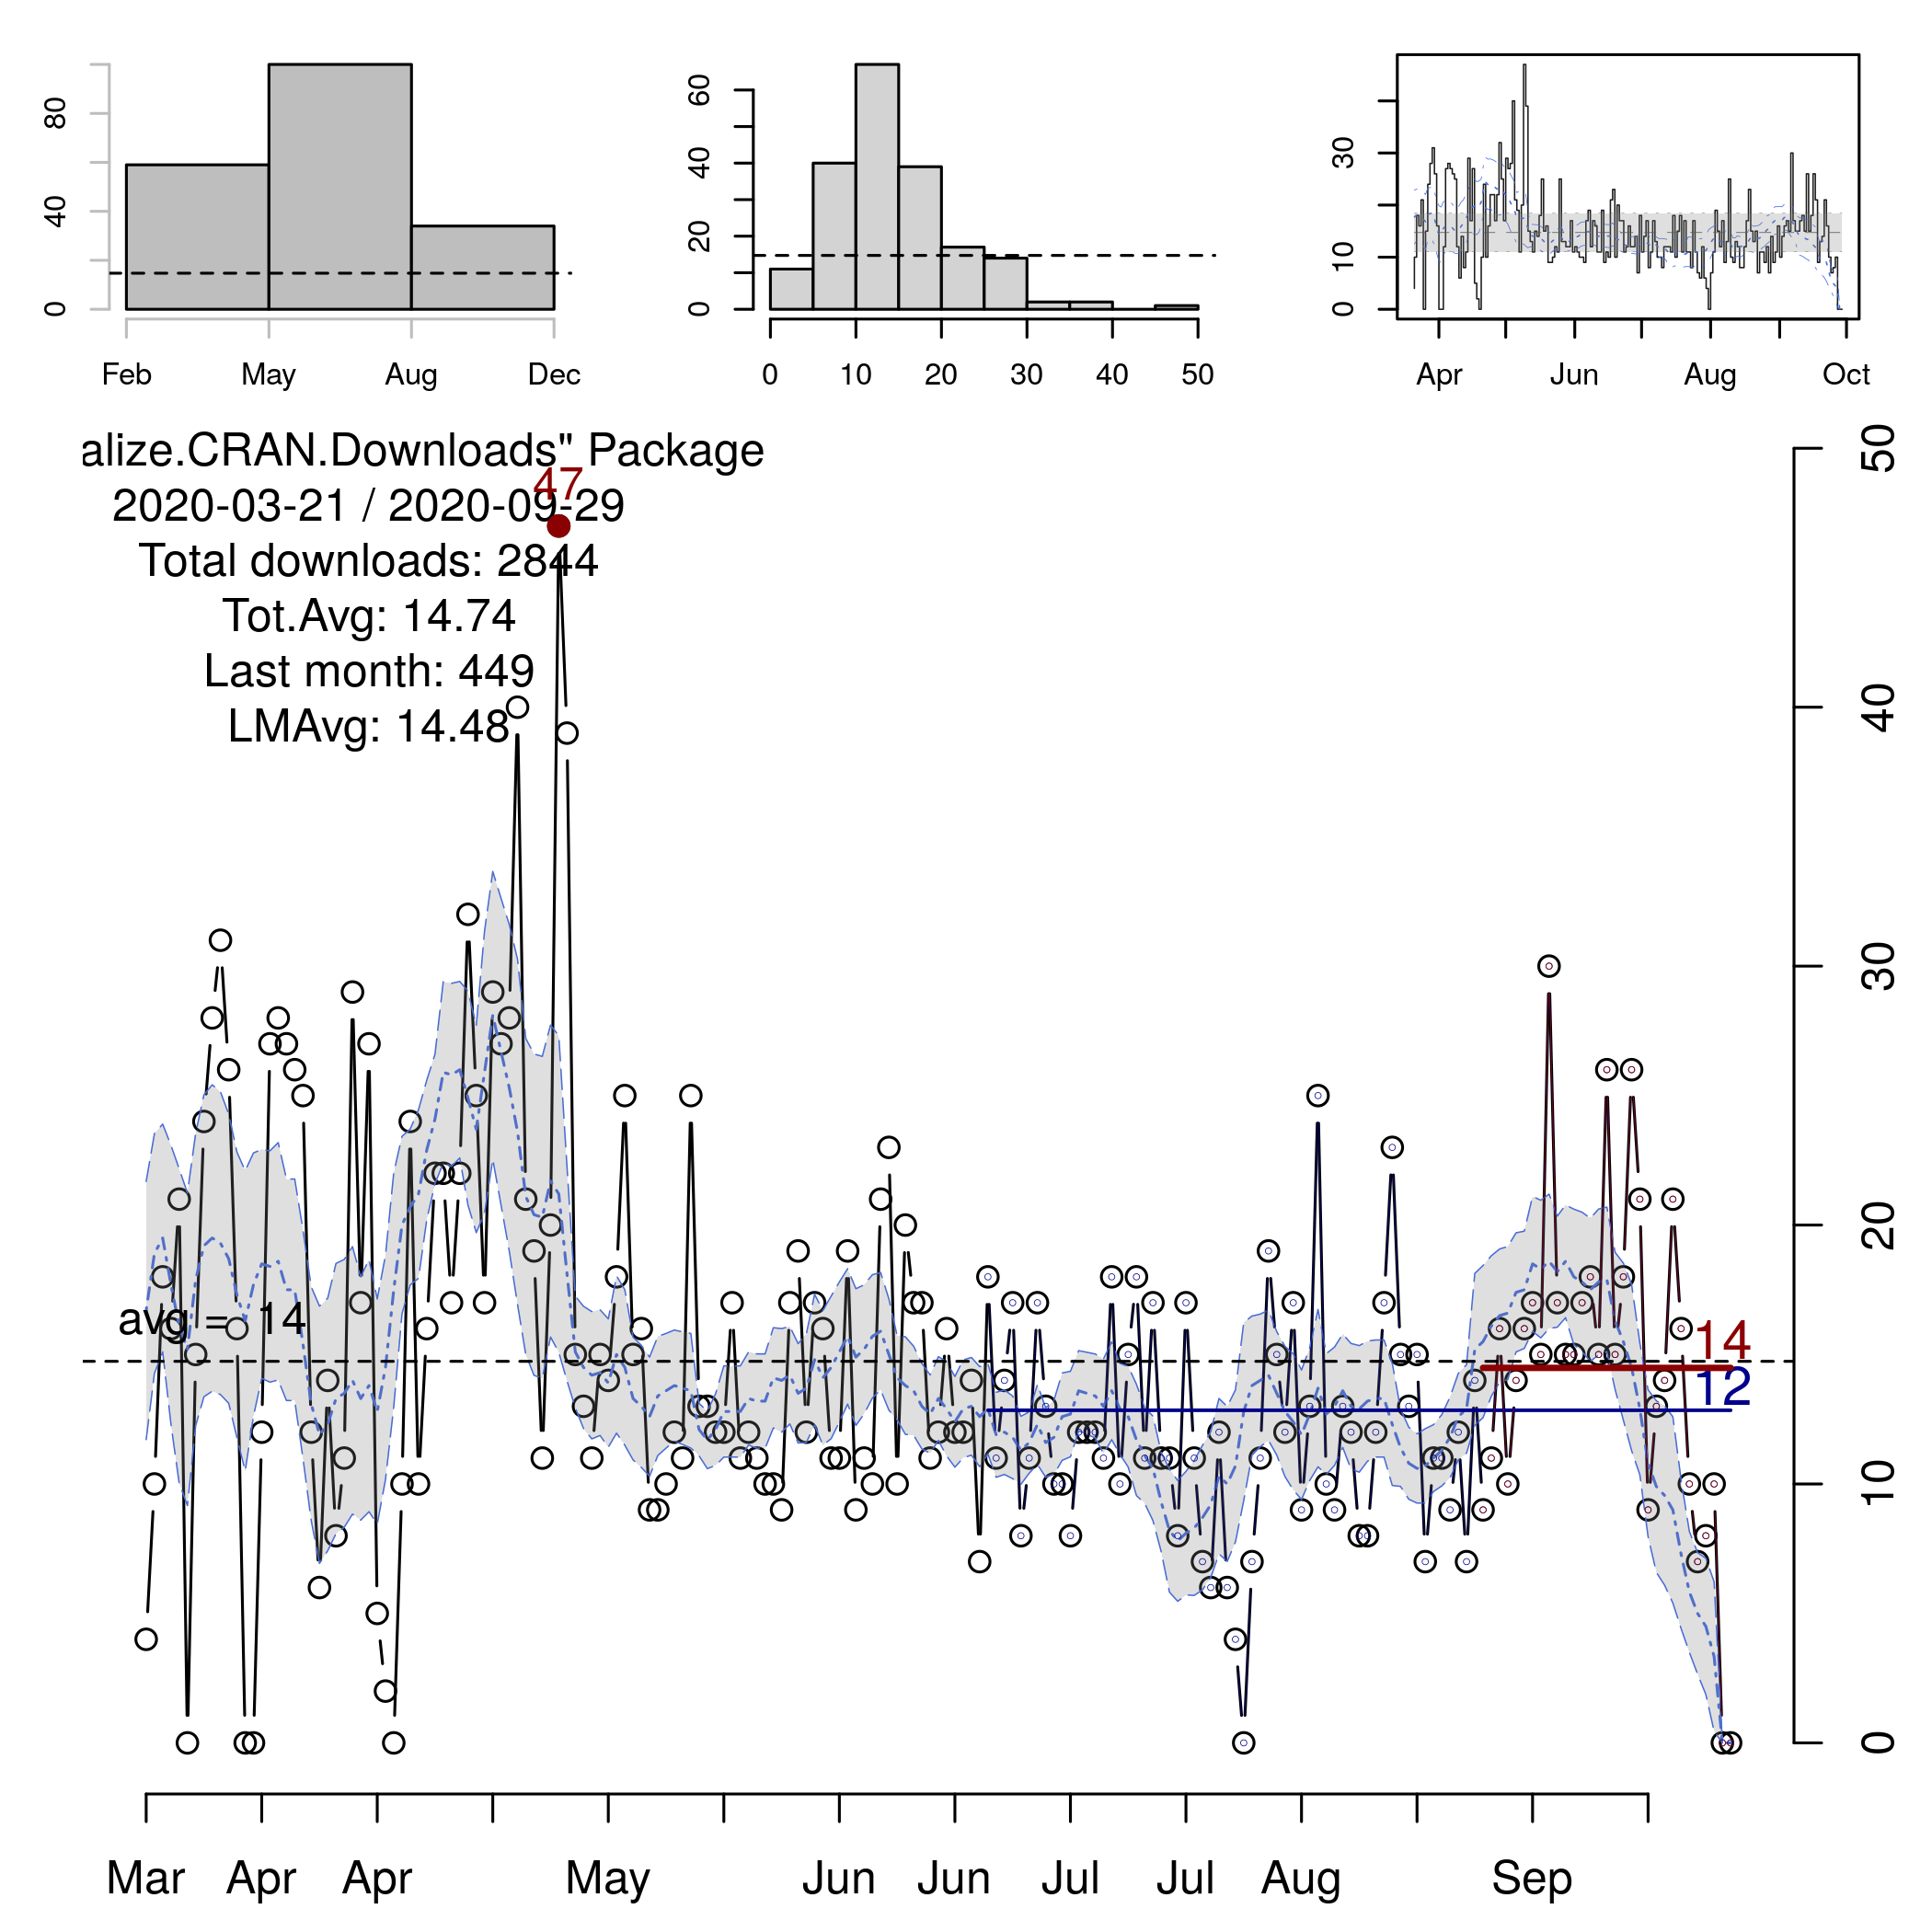 80
40
0
Feb May Aug Dec
60
40
20
0
0 10 20 30 40 50
30
10
0
Apr Jun Aug Oct
alize.CRAN.Downloads" Package
47
2020-03-21 / 2020-09-29
Total downloads: 2844
Tot.Avg: 14.74
Last month: 449
LMAvg: 14.48
avg = 14
14
12
50
40
30
20
10
0
Mar Apr Apr May Jun Jun Jul Jul Aug Sep